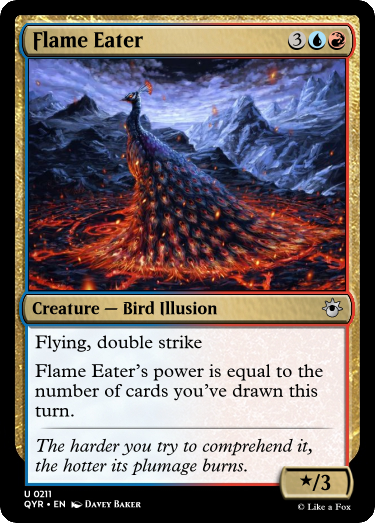 Flame Eater 3
Creature — Bird Illusion
Flying, double strike
Flame Eater's power is equal to the
number of cards you've drawn this
turn.
The harder you try to comprehend it,
the hotter its plumage burns.
★/3
U 0211
QYR • EN Davey Baker
© Like a Fox